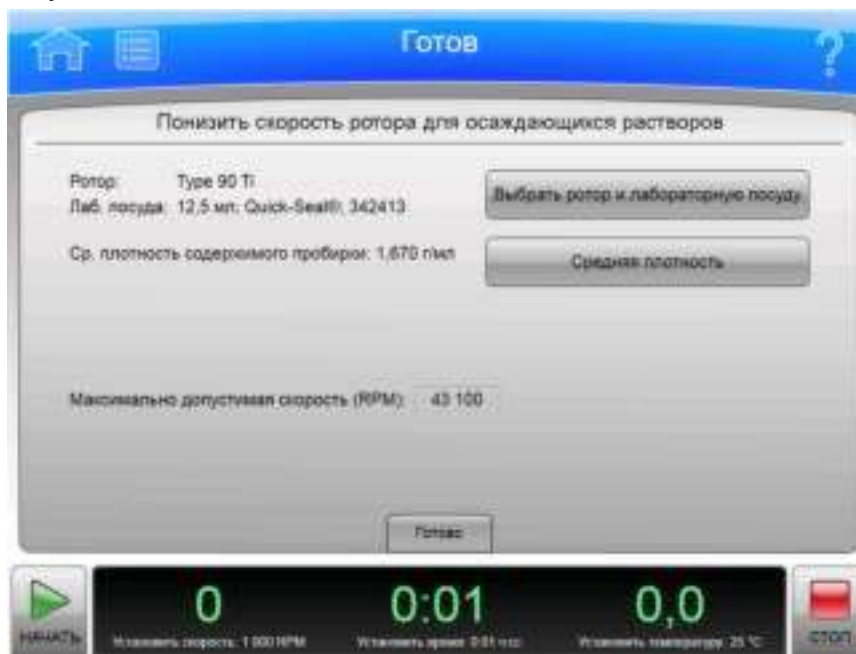 Готов
?
Понизить скорость ротора для осаждающихся растворов
Ротор: Type 90 Ti
Выбрать ротор и лабораторную посуду
Лаб. посуда: 12,5 мл; Quick-Seal®; 342413
Ср. плотность содержимого пробирки: 1,670 г/мл
Средняя плотность
Максимально допустимая скорость (RPM): 43 100
Готово
0 0:01 0,0
НАЧАТЬ Установить скорость: 1 000 RPM Установить время: 0:01 ч:сс Установить температуру: 25 °C СТОП